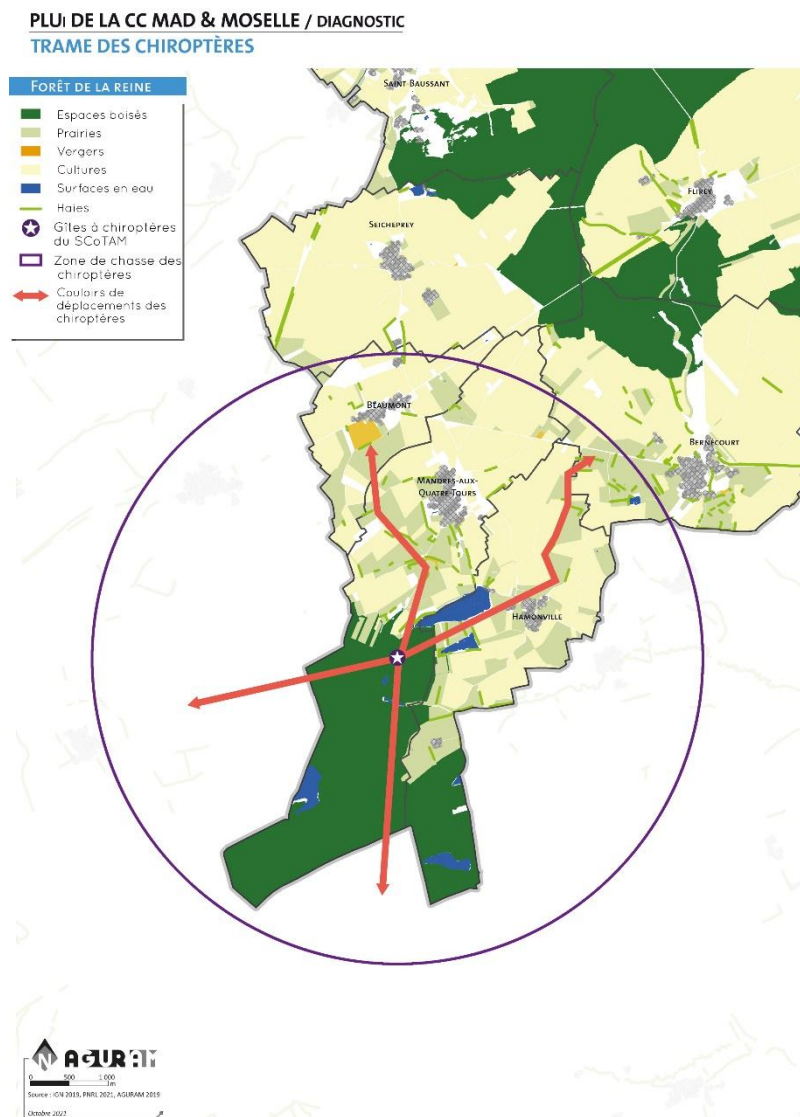 PLUi DE LA CC MAD & MOSELLE / DIAGNOSTIC
TRAME DES CHIROPTÈRES
FORÊT DE LA REINE
Espaces boisés
Prairies
Vergers
Cultures
Surfaces en eau
Haies
Gîtes à chiroptères
du SCoTAM
Zone de chasse des
chiroptères
Couloirs de
déplacements des
chiroptères
SAINT-BAUSSANT
FLIREY
SEICHEPREY
BEAUMONT
BERNECOURT
MANDRES-AUX-
QUATRE-TOURS
HAMONVILLE
N AGURAM
0 500 1 000
m
Source : IGN 2019, PNRL 2021, AGURAM 2019
Octobre 2021